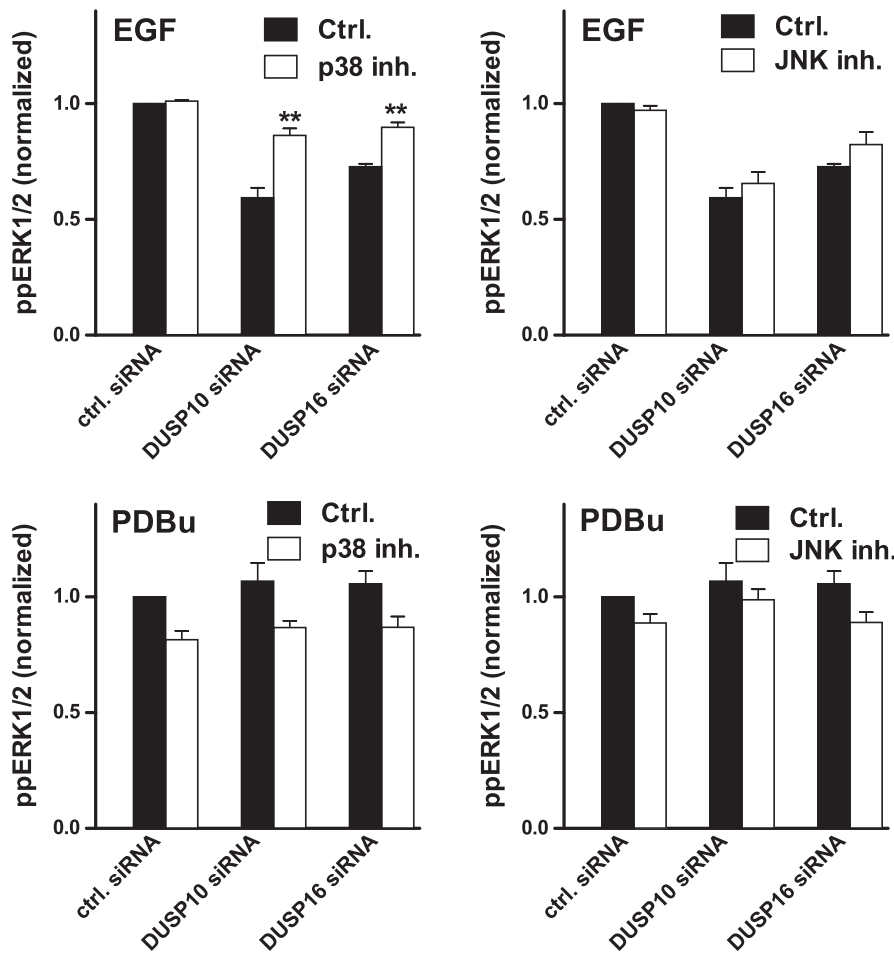 EGF
Ctrl.
p38 inh.
ppERK1/2 (normalized)
1.0
0.5
0.0
**
**
ctrl. siRNA
DUSP10 siRNA
DUSP16 siRNA
EGF
Ctrl.
JNK inh.
ppERK1/2 (normalized)
1.0
0.5
0.0
ctrl. siRNA
DUSP10 siRNA
DUSP16 siRNA
PDBu
Ctrl.
p38 inh.
ppERK1/2 (normalized)
1.0
0.5
0.0
ctrl. siRNA
DUSP10 siRNA
DUSP16 siRNA
PDBu
Ctrl.
JNK inh.
ppERK1/2 (normalized)
1.0
0.5
0.0
ctrl. siRNA
DUSP10 siRNA
DUSP16 siRNA